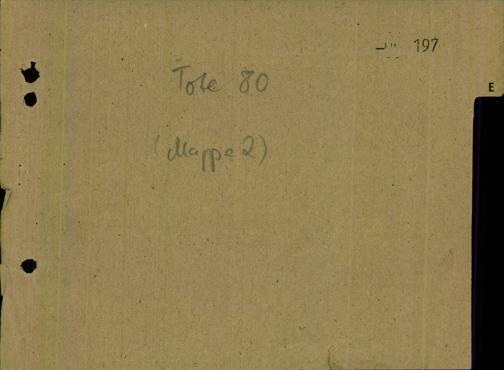 197
E
Tote 80
(Mappe 2)